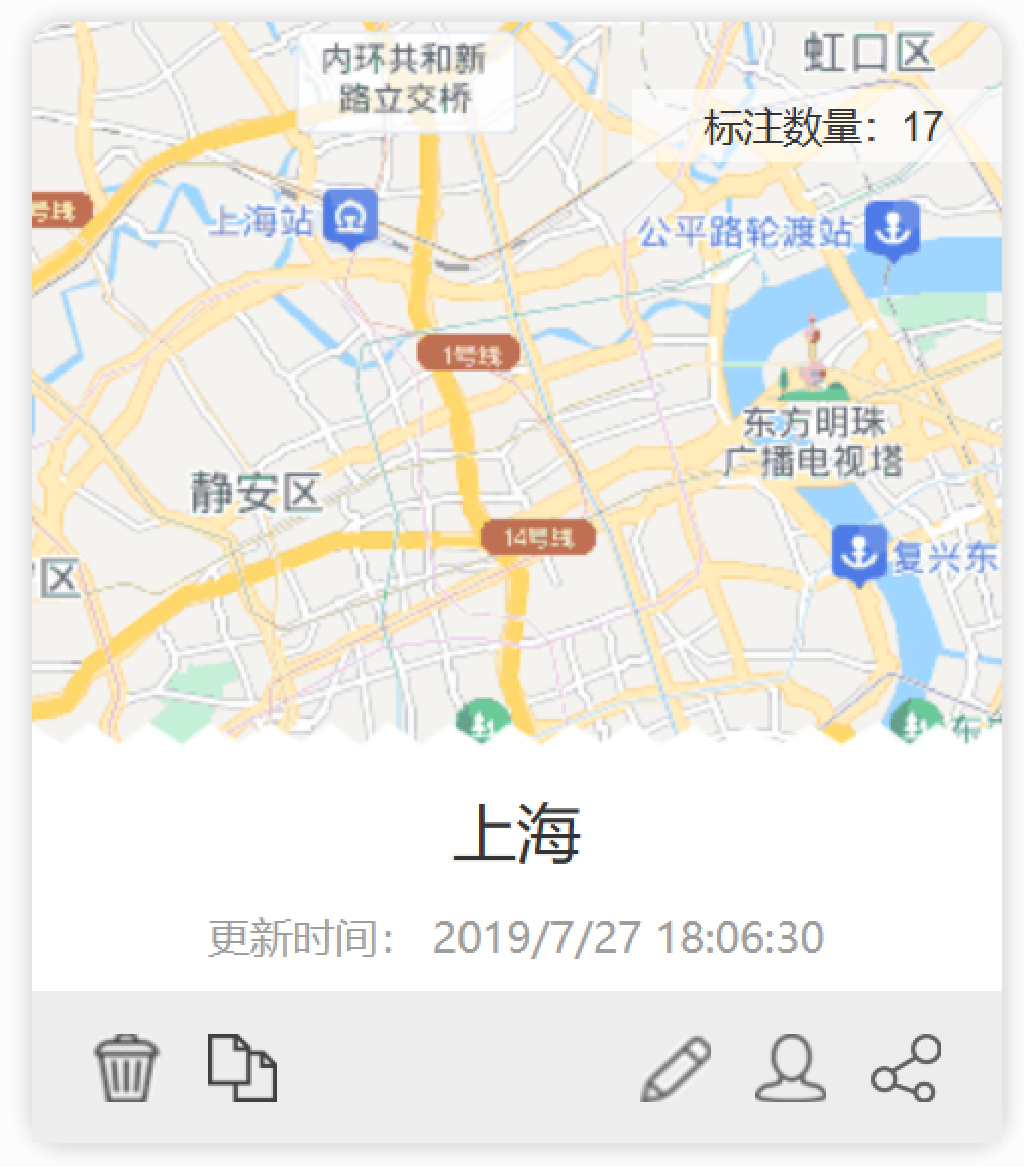 内环共和新
路立交桥
虹口区
标注数量：17
号线
上海站
公平路轮渡站
1号线
东方明珠
广播电视塔
静安区
14号线
复兴东
区
上海
更新时间： 2019/7/27 18:06:30